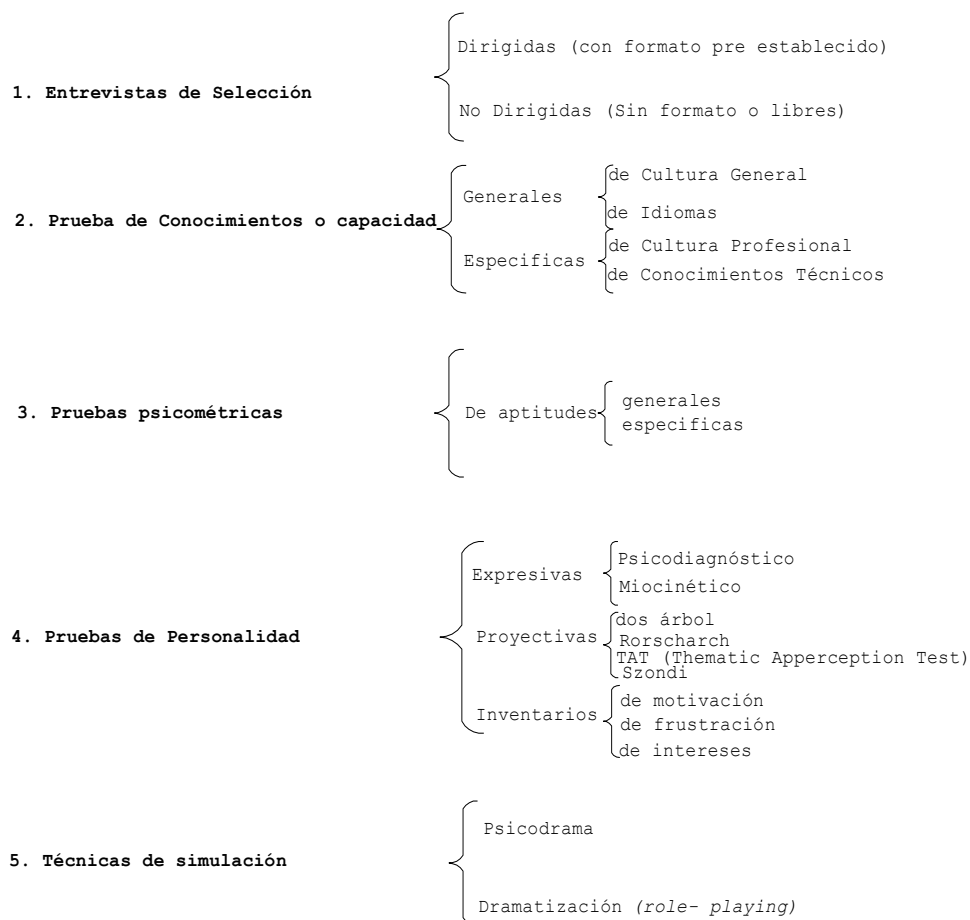 Dirigidas (con formato pre establecido)
1. Entrevistas de Selección
No Dirigidas (Sin formato o libres)
de Cultura General
Generales
2. Prueba de Conocimientos o capacidad
de Idiomas
de Cultura Profesional
Especificas
de Conocimientos Técnicos
3. Pruebas psicométricas
De aptitudes
generales
especificas
Psicodiagnóstico
Expresivas
Miocinético
dos árbol
4. Pruebas de Personalidad
Proyectivas
Rorscharch
TAT (Thematic Apperception Test)
Szondi
de motivación
Inventarios
de frustración
de intereses
Psicodrama
5. Técnicas de simulación
Dramatización (role- playing)